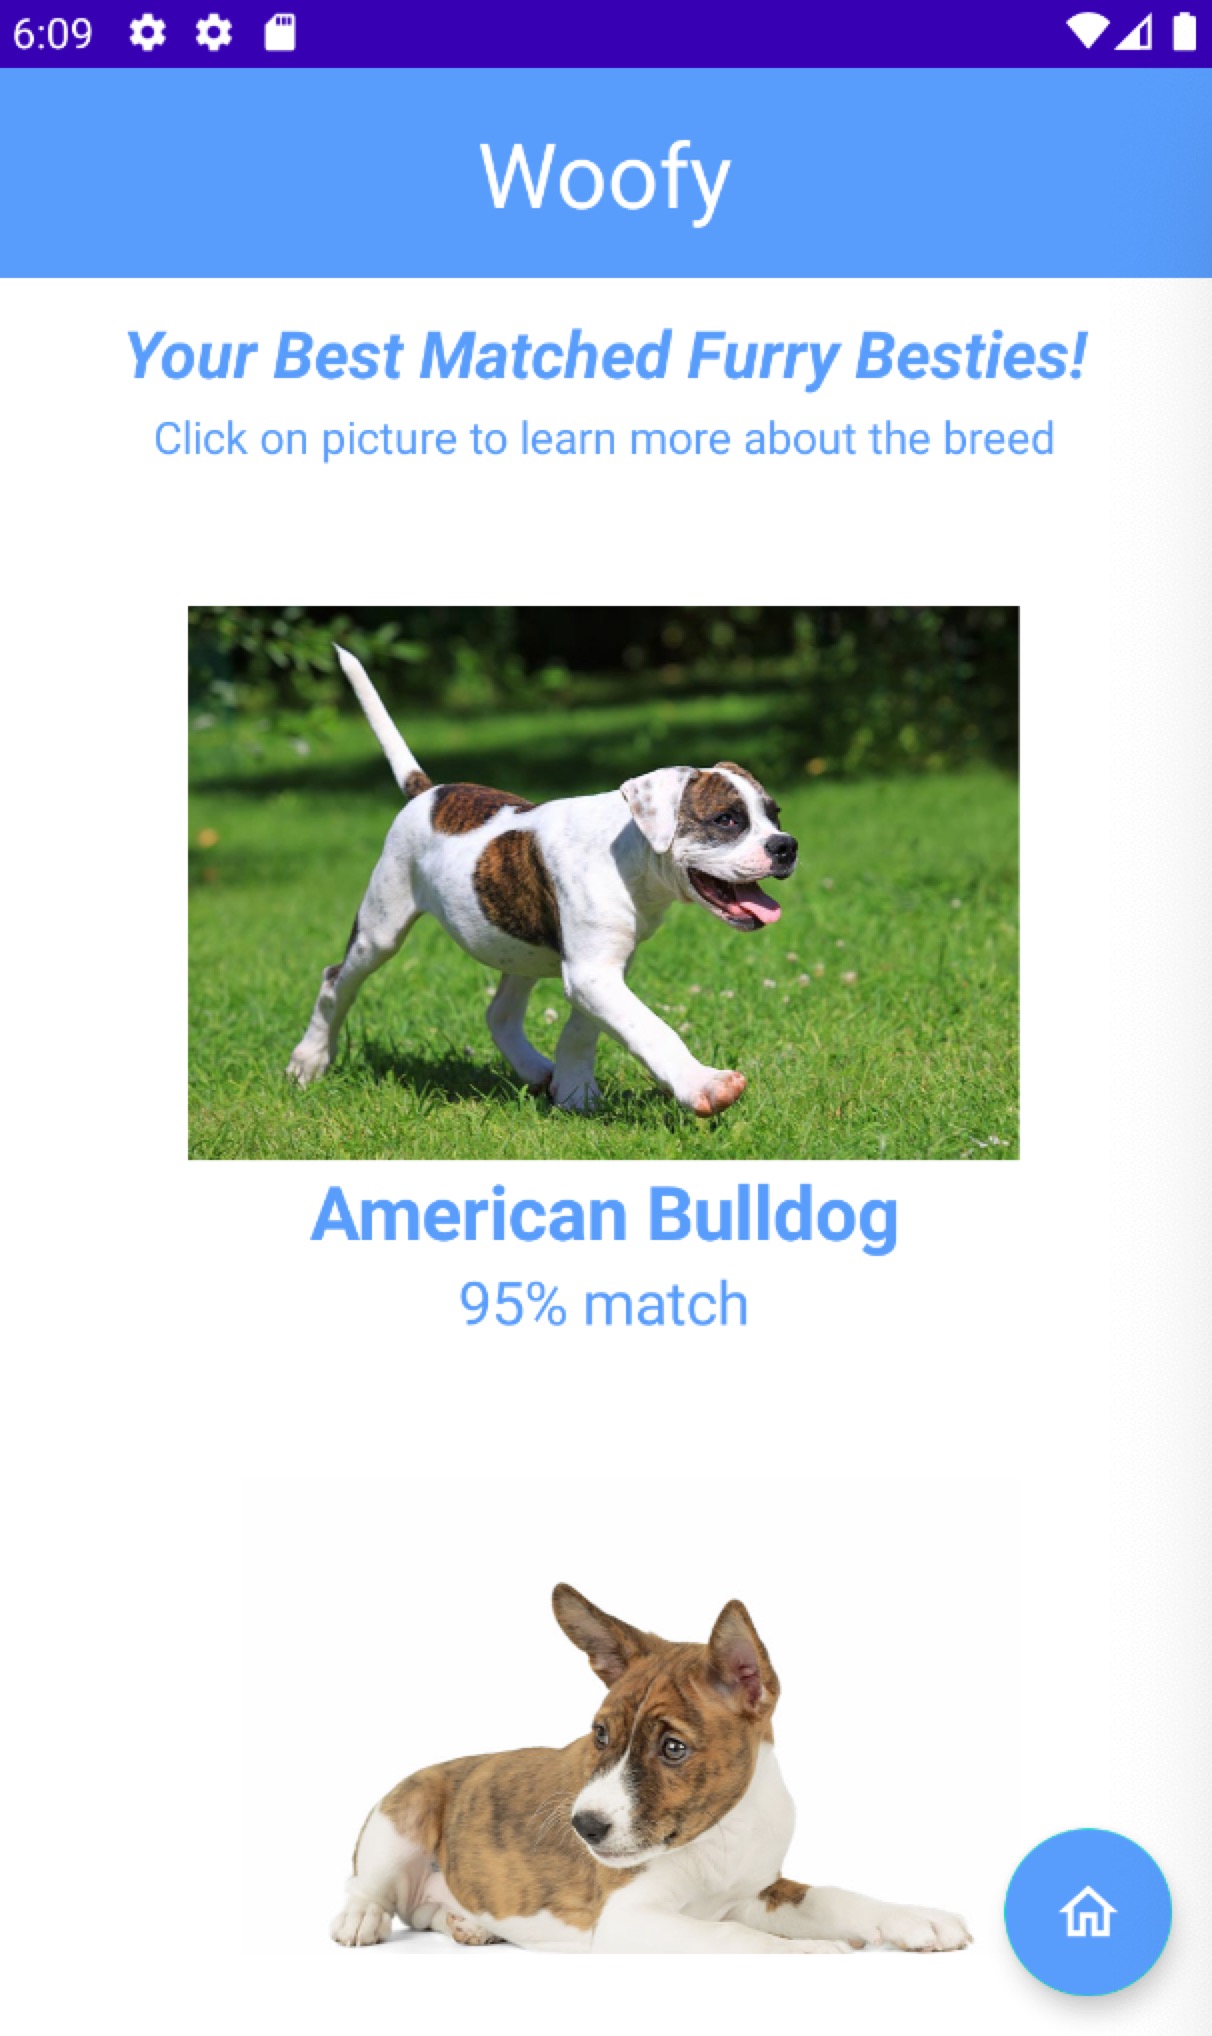 6:09
Woofy
Your Best Matched Furry Besties!
Click on picture to learn more about the breed
American Bulldog
95% match